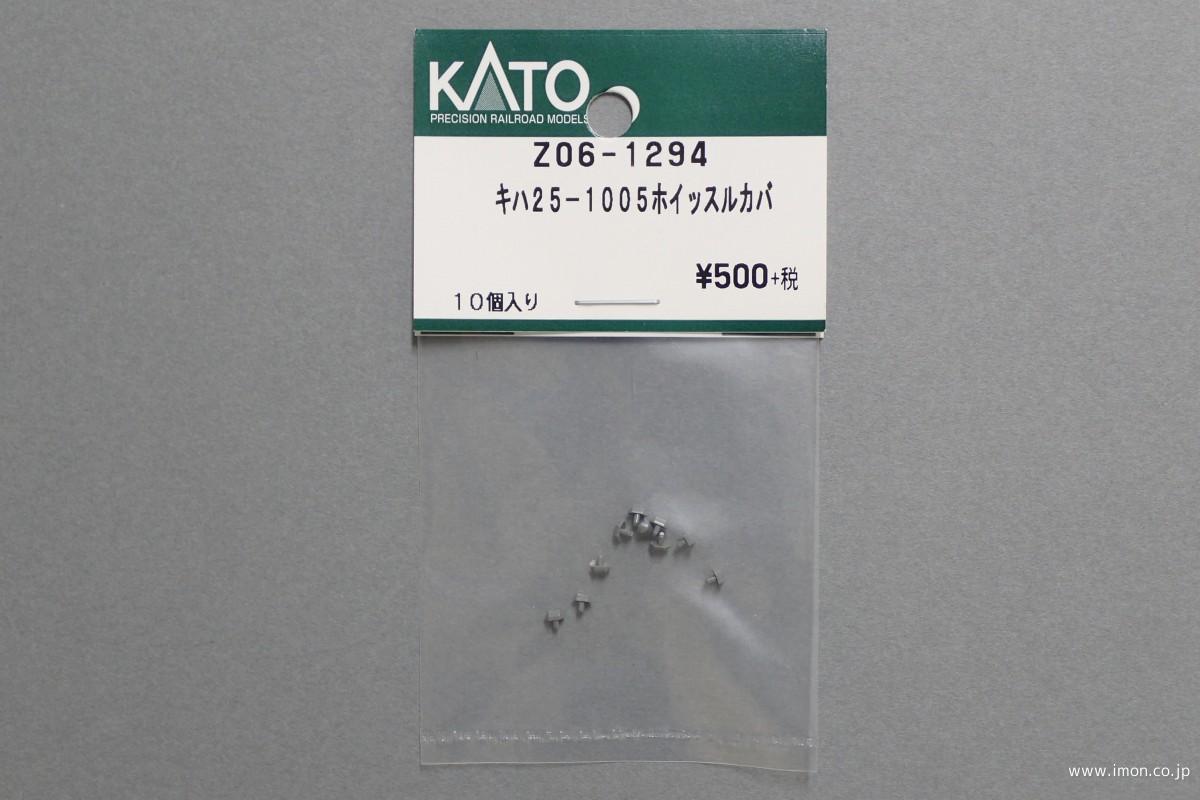 KATO
PRECISION RAILROAD MODELS
Z06-1294
キハ25-1005ホイッスルカバ
¥500+税
10個入り
www.imon.co.jp